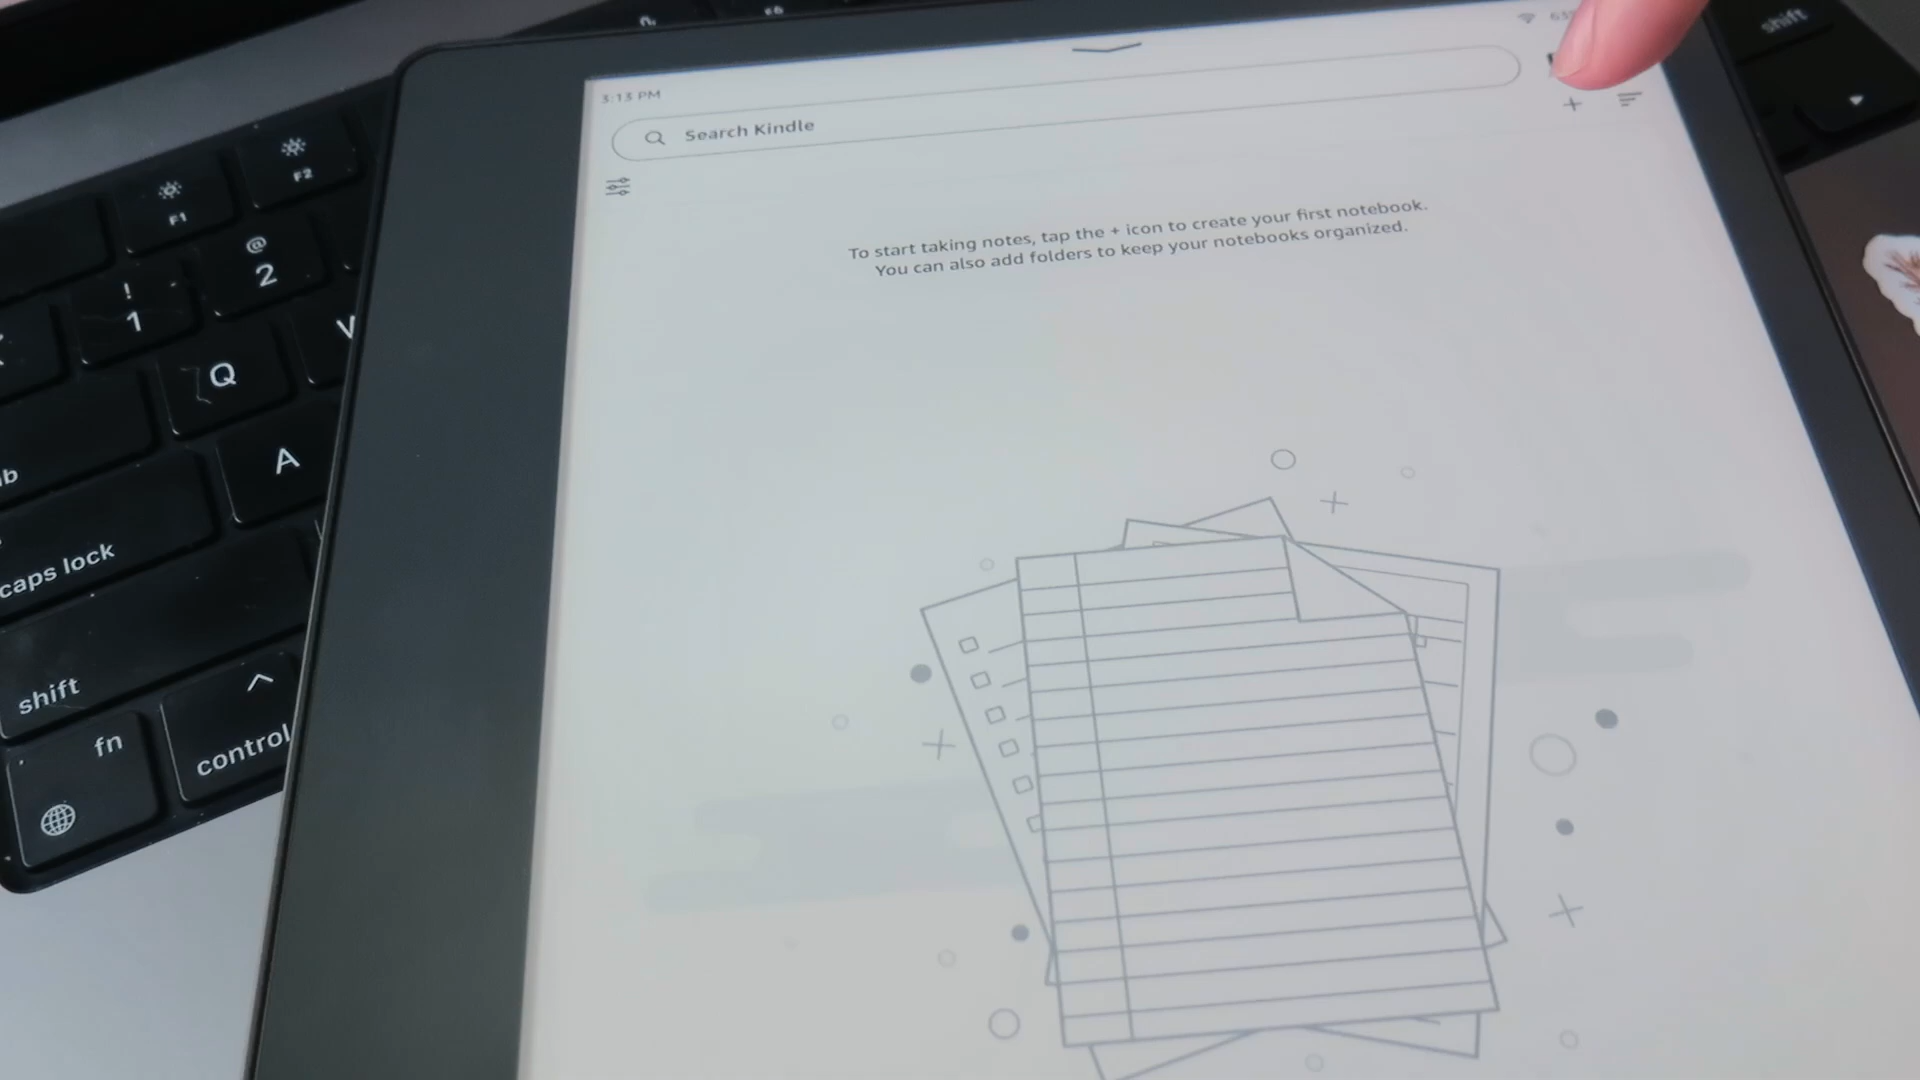 F6
shift
3:13 PM
Search Kindle
F1
F2
To start taking notes, tap the + icon to create your first notebook.
You can also add folders to keep your notebooks organized.
@
2
!
1
Q
A
caps lock
shift
fn
control